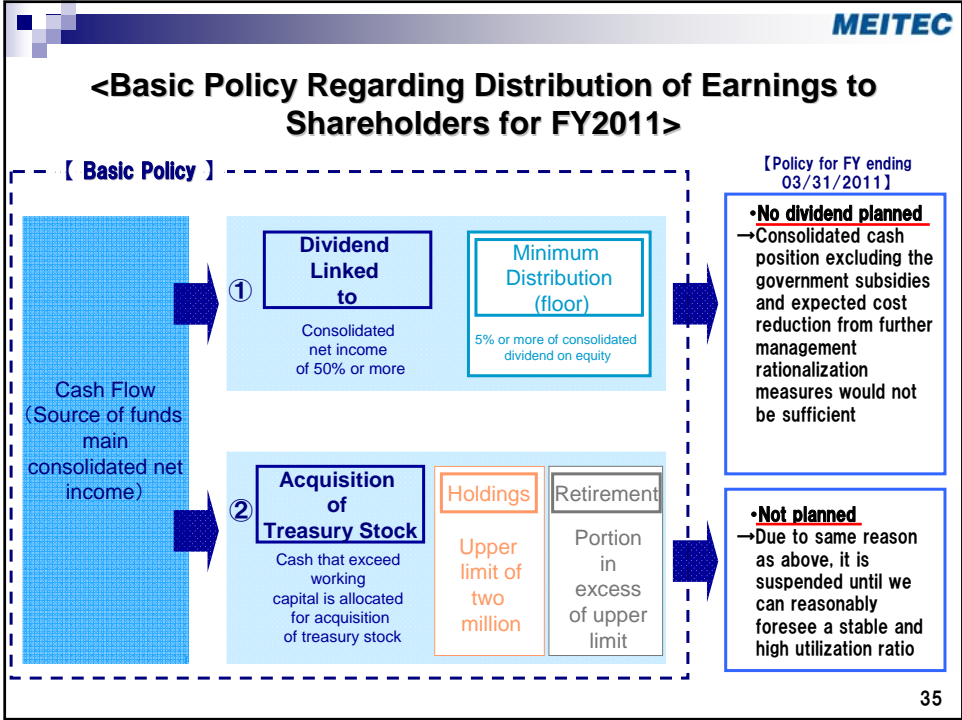 MEITEC
<Basic Policy Regarding Distribution of Earnings to
Shareholders for FY2011>
【 Basic Policy 】
Cash Flow
(Source of funds
main
consolidated net
income)
①
Dividend
Linked
to
Consolidated
net income
of 50% or more
Minimum
Distribution
(floor)
5% or more of consolidated
dividend on equity
②
Acquisition
of
Treasury Stock
Cash that exceed
working
capital is allocated
for acquisition
of treasury stock
Holdings
Upper
limit of
two
million
Retirement
Portion
in
excess
of upper
limit
【Policy for FY ending
03/31/2011】
・No dividend planned
→Consolidated cash
position excluding the
government subsidies
and expected cost
reduction from further
management
rationalization
measures would not
be sufficient
・Not planned
→Due to same reason
as above, it is
suspended until we
can reasonably
foresee a stable and
high utilization ratio
35